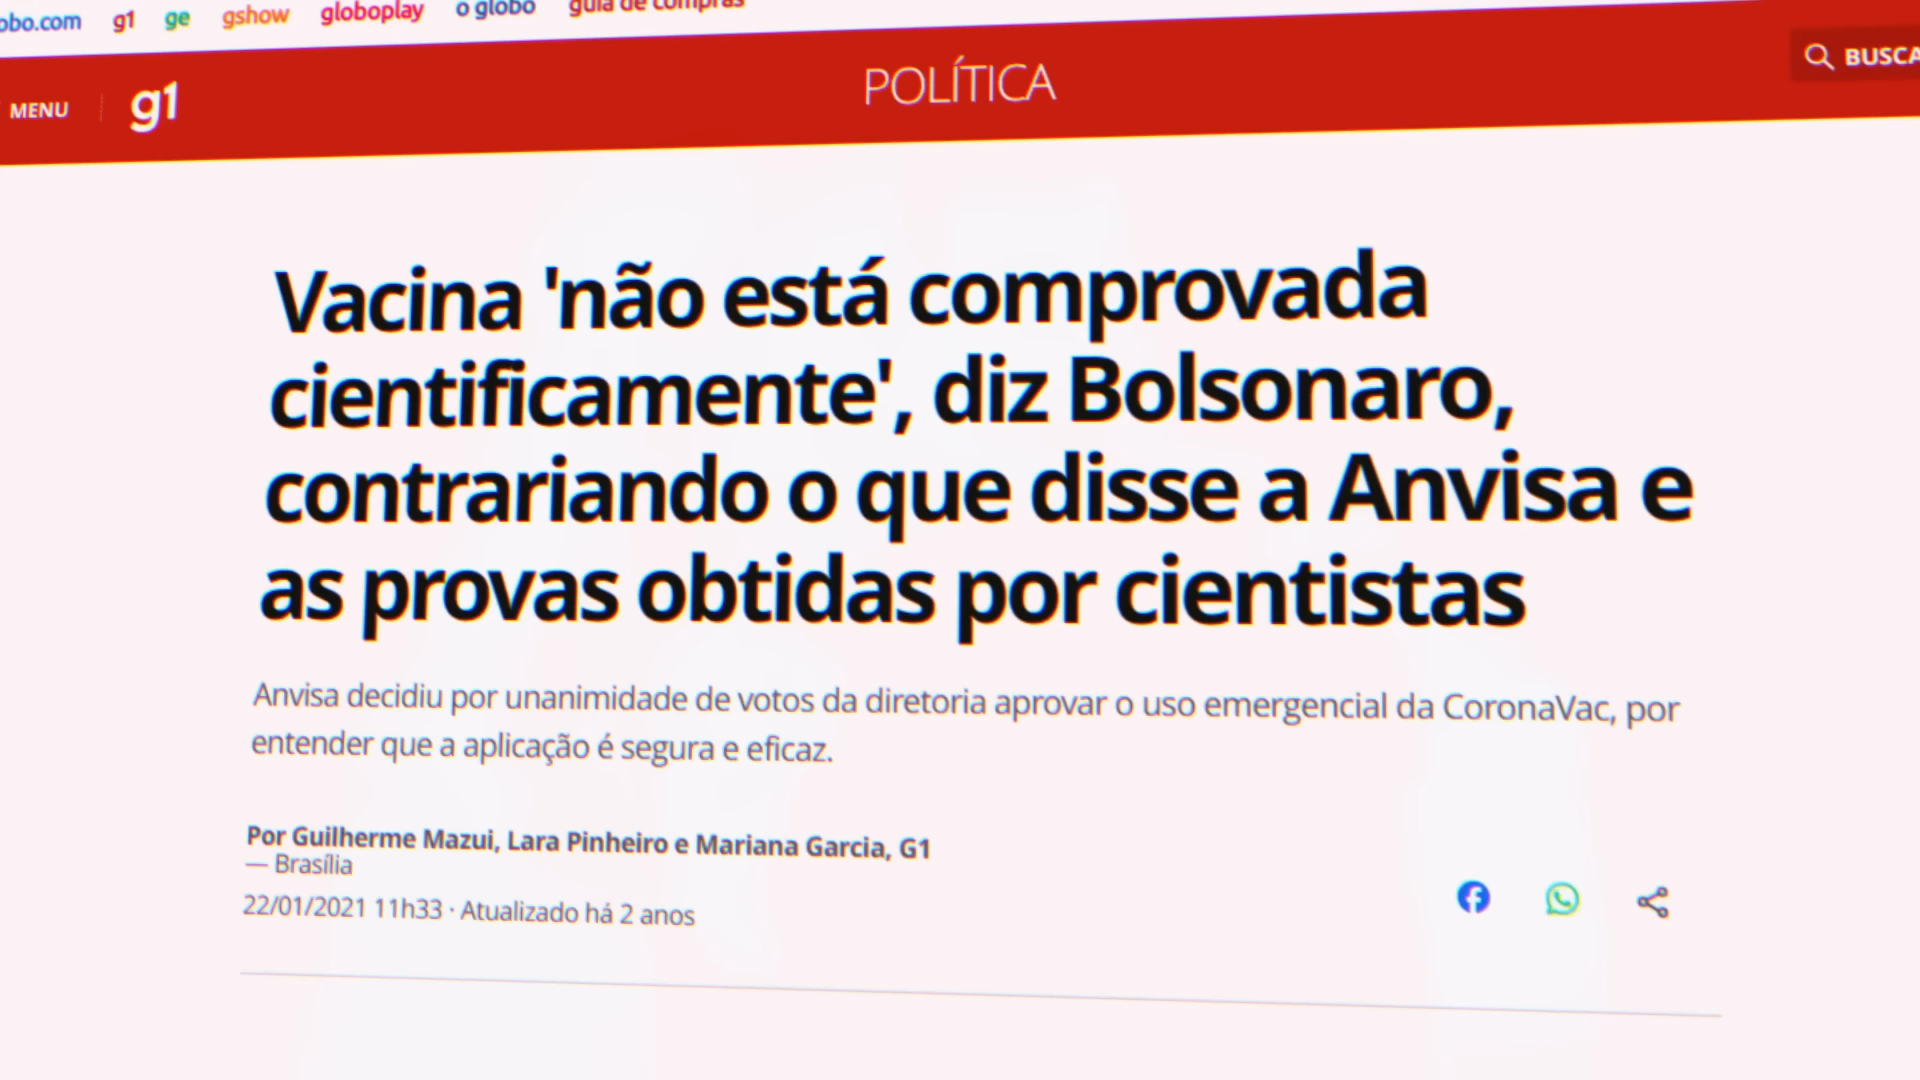 obo.com g1 ge gshow globoplay o globo guia de compras
MENU g1 POLÍTICA BUSCA
Vacina 'não está comprovada
cientificamente', diz Bolsonaro,
contrariando o que disse a Anvisa e
as provas obtidas por cientistas
Anvisa decidiu por unanimidade de votos da diretoria aprovar o uso emergencial da CoronaVac, por
entender que a aplicação é segura e eficaz.
Por Guilherme Mazui, Lara Pinheiro e Mariana Garcia, G1
— Brasília
22/01/2021 11h33 · Atualizado há 2 anos